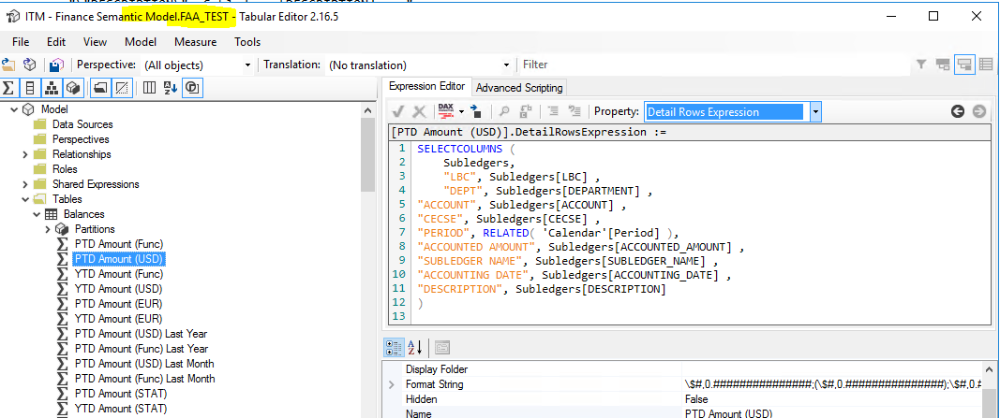 ITM - Finance Semantic Model.FAA_TEST - Tabular Editor 2.16.5
File Edit View Model Measure Tools
Perspective: (All objects) Translation: (No translation) Filter
Expression Editor Advanced Scripting
DAX Property: Detail Rows Expression
[PTD Amount (USD)].DetailRowsExpression :=
1 SELECTCOLUMNS (
2 Subledgers,
3 "LBC", Subledgers[LBC] ,
4 "DEPT", Subledgers[DEPARTMENT] ,
5 "ACCOUNT", Subledgers[ACCOUNT] ,
6 "CECSE", Subledgers[CECSE] ,
7 "PERIOD", RELATED( 'Calendar'[Period] ),
8 "ACCOUNTED AMOUNT", Subledgers[ACCOUNTED_AMOUNT] ,
9 "SUBLEDGER NAME", Subledgers[SUBLEDGER_NAME] ,
10 "ACCOUNTING DATE", Subledgers[ACCOUNTING_DATE] ,
11 "DESCRIPTION", Subledgers[DESCRIPTION]
12 )
13
Model
Data Sources
Perspectives
Relationships
Roles
Shared Expressions
Tables
Balances
Partitions
PTD Amount (Func)
PTD Amount (USD)
YTD Amount (Func)
YTD Amount (USD)
PTD Amount (EUR)
YTD Amount (EUR)
PTD Amount (USD) Last Year
PTD Amount (Func) Last Year
PTD Amount (USD) Last Month
PTD Amount (Func) Last Month
PTD Amount (STAT)
YTD Amount (STAT)
Display Folder
Format String \$#,0.###############;(\$#,0.###############);\$#,0.#
Hidden False
Name PTD Amount (USD)